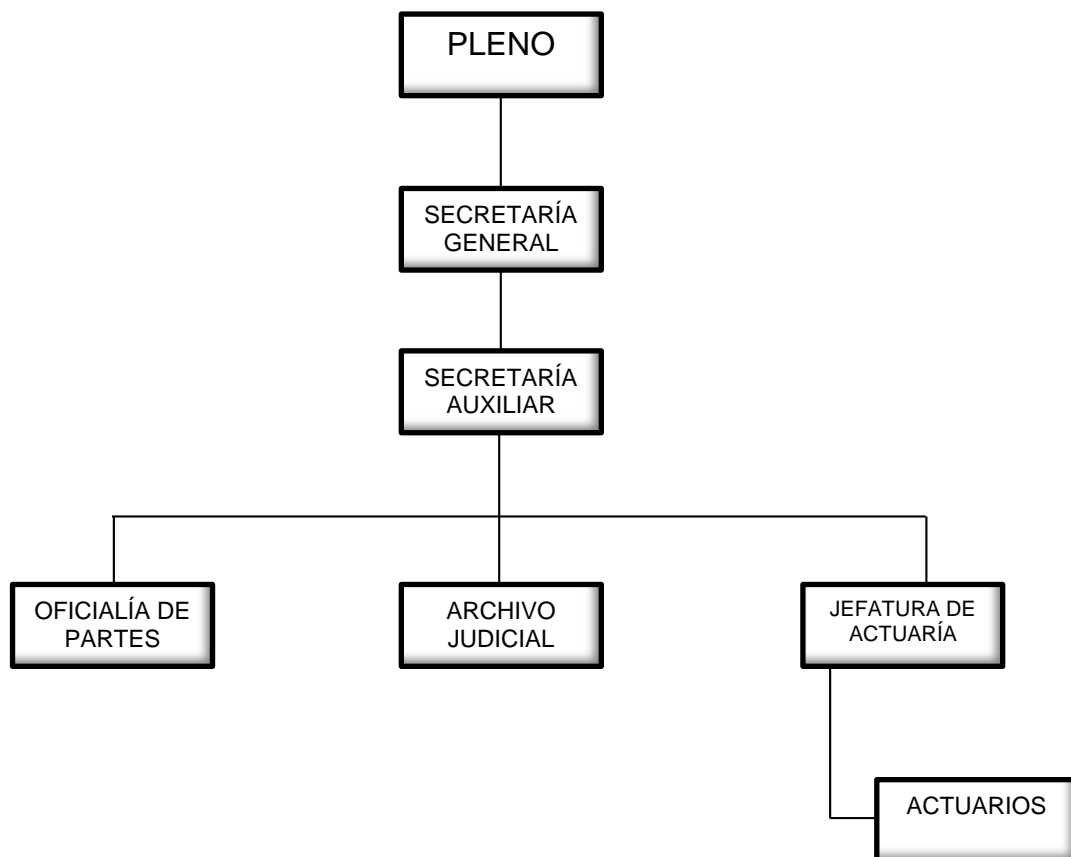 PLENO
SECRETARÍA
GENERAL
SECRETARÍA
AUXILIAR
OFICIALÍA DE
PARTES
ARCHIVO
JUDICIAL
JEFATURA DE
ACTUARÍA
ACTUARIOS